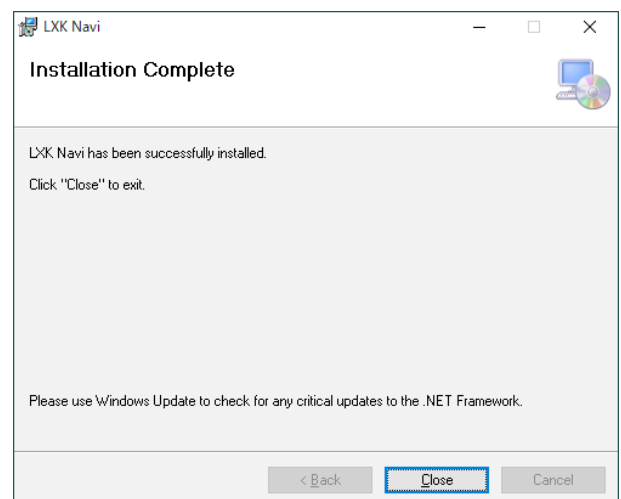 LXK Navi
Installation Complete
LXK Navi has been successfully installed.
Click "Close" to exit.
Please use Windows Update to check for any critical updates to the .NET Framework.
< Back
Close
Cancel